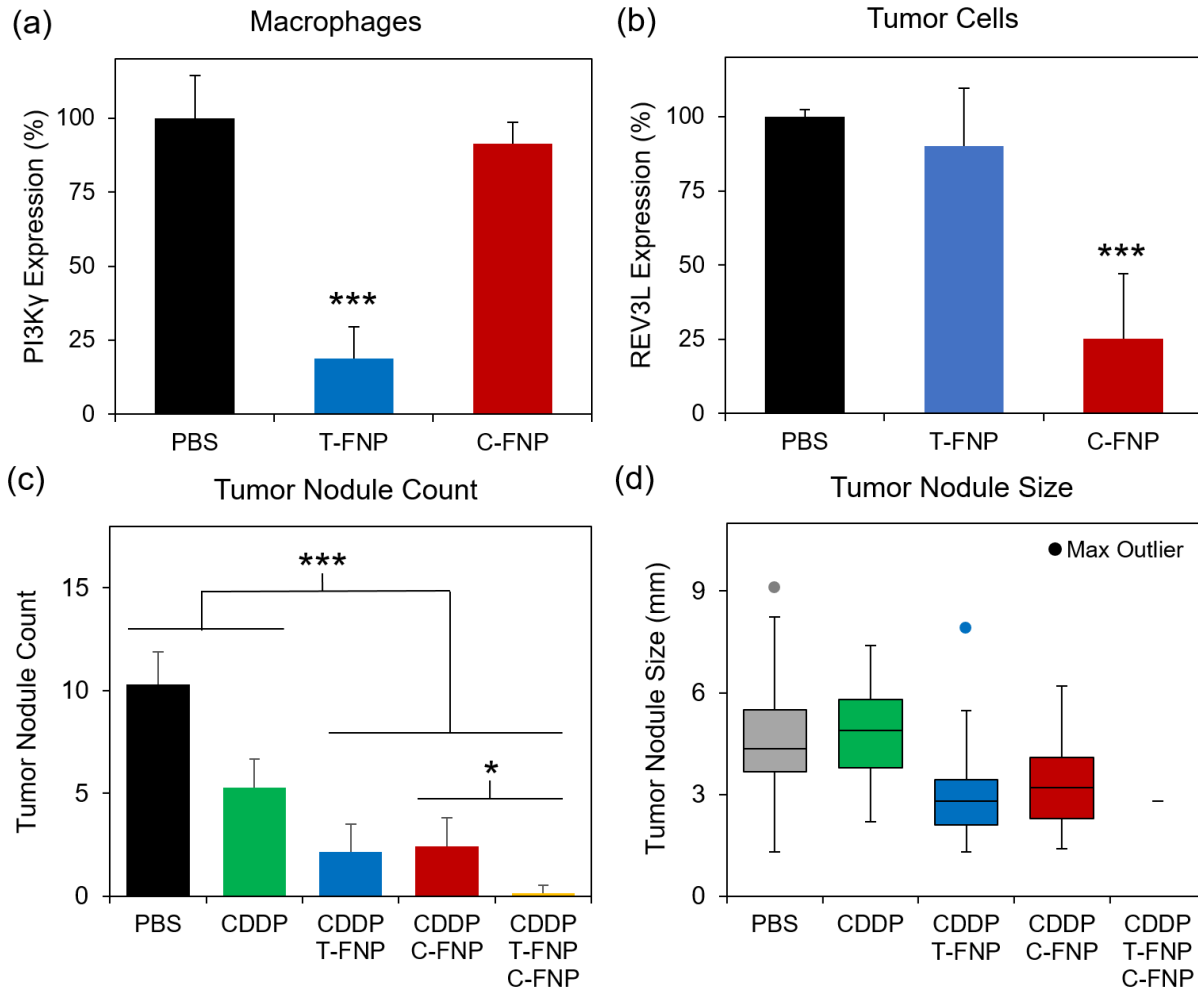 (a)
Macrophages
PI3Kγ Expression (%)
100
75
50
25
0
***
PBS
T-FNP
C-FNP
(b)
Tumor Cells
REV3L Expression (%)
100
75
50
25
0
***
PBS
T-FNP
C-FNP
(c)
Tumor Nodule Count
Tumor Nodule Count
15
10
5
0
***
*
PBS
CDDP
CDDP
T-FNP
CDDP
C-FNP
CDDP
T-FNP
C-FNP
(d)
Tumor Nodule Size
Tumor Nodule Size (mm)
9
6
3
0
Max Outlier
PBS
CDDP
CDDP
T-FNP
CDDP
C-FNP
CDDP
T-FNP
C-FNP